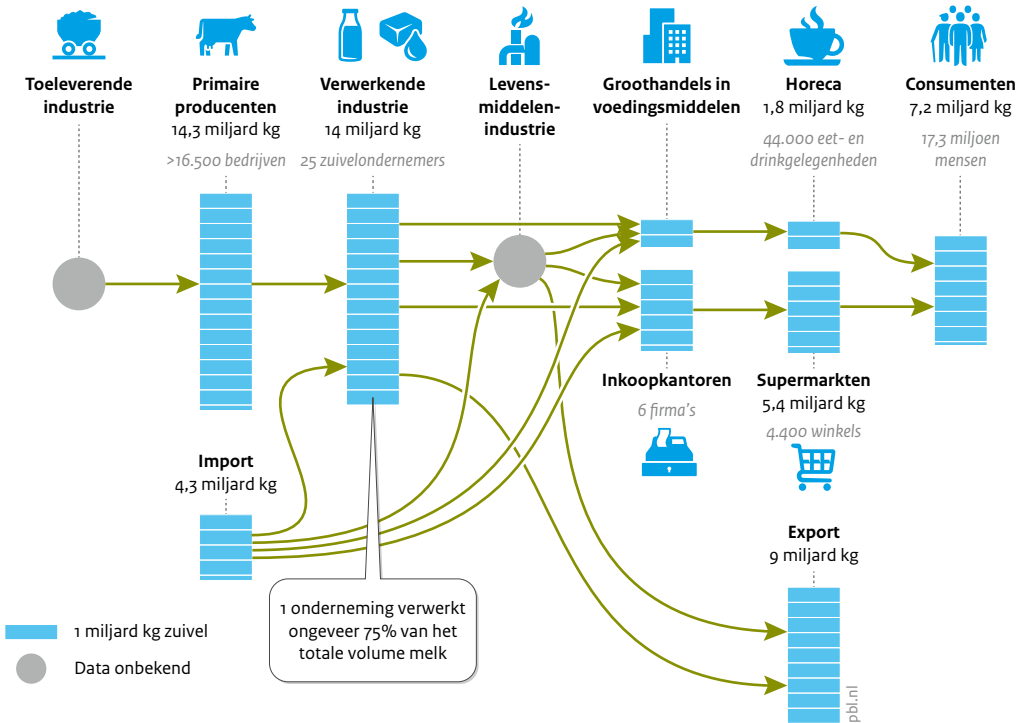 Toeleverende
industrie
Primaire
producenten
14,3 miljard kg
>16.500 bedrijven
Verwerkende
industrie
14 miljard kg
25 zuivelondernemers
Levens-
middelen-
industrie
Groothandels in
voedingsmiddelen
Horeca
1,8 miljard kg
44.000 eet- en
drinkgelegenheden
Consumenten
7,2 miljard kg
17,3 miljoen
mensen
Inkoopkantoren
6 firma's
Supermarkten
5,4 miljard kg
4.400 winkels
Import
4,3 miljard kg
Export
9 miljard kg
1 onderneming verwerkt
ongeveer 75% van het
totale volume melk
1 miljard kg zuivel
Data onbekend
pbl.nl